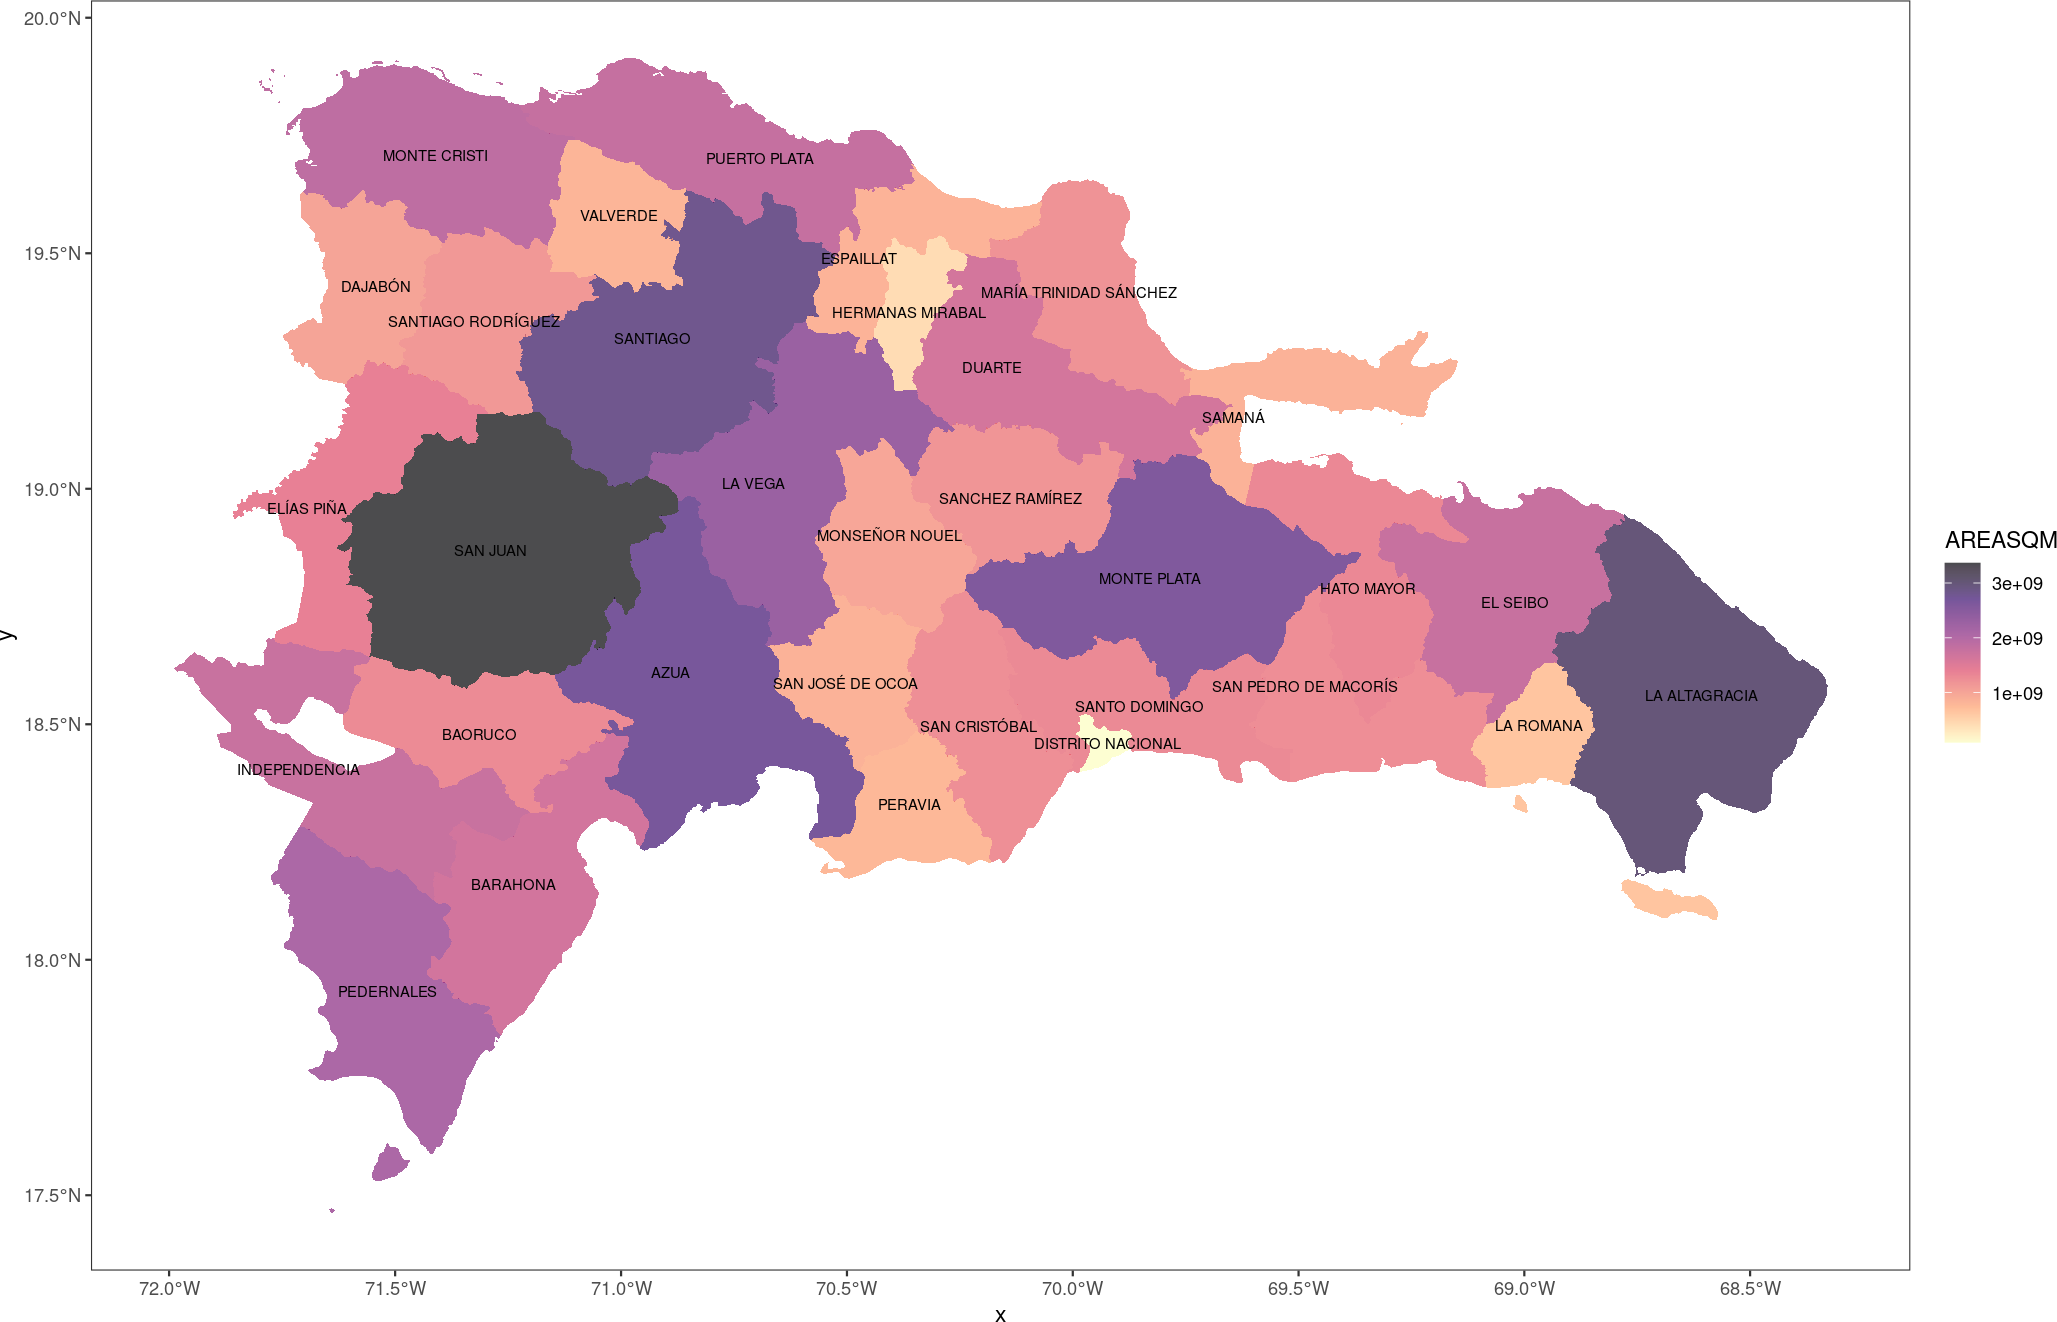 20.0°N
19.5°N
19.0°N
18.5°N
18.0°N
17.5°N
y
MONTE CRISTI
PUERTO PLATA
VALVERDE
ESPAILLAT
DAJABÓN
MARÍA TRINIDAD SÁNCHEZ
HERMANAS MIRABAL
SANTIAGO RODRÍGUEZ
SANTIAGO
DUARTE
SAMANÁ
LA VEGA
SANCHEZ RAMÍREZ
ELÍAS PIÑA
MONSEÑOR NOUEL
SAN JUAN
MONTE PLATA
HATO MAYOR
EL SEIBO
AZUA
SAN JOSÉ DE OCOA
SAN PEDRO DE MACORÍS
LA ALTAGRACIA
SANTO DOMINGO
SAN CRISTÓBAL
LA ROMANA
BAORUCO
DISTRITO NACIONAL
INDEPENDENCIA
PERAVIA
BARAHONA
PEDERNALES
72.0°W
71.5°W
71.0°W
70.5°W
70.0°W
69.5°W
69.0°W
68.5°W
x
AREASQM
3e+09
2e+09
1e+09